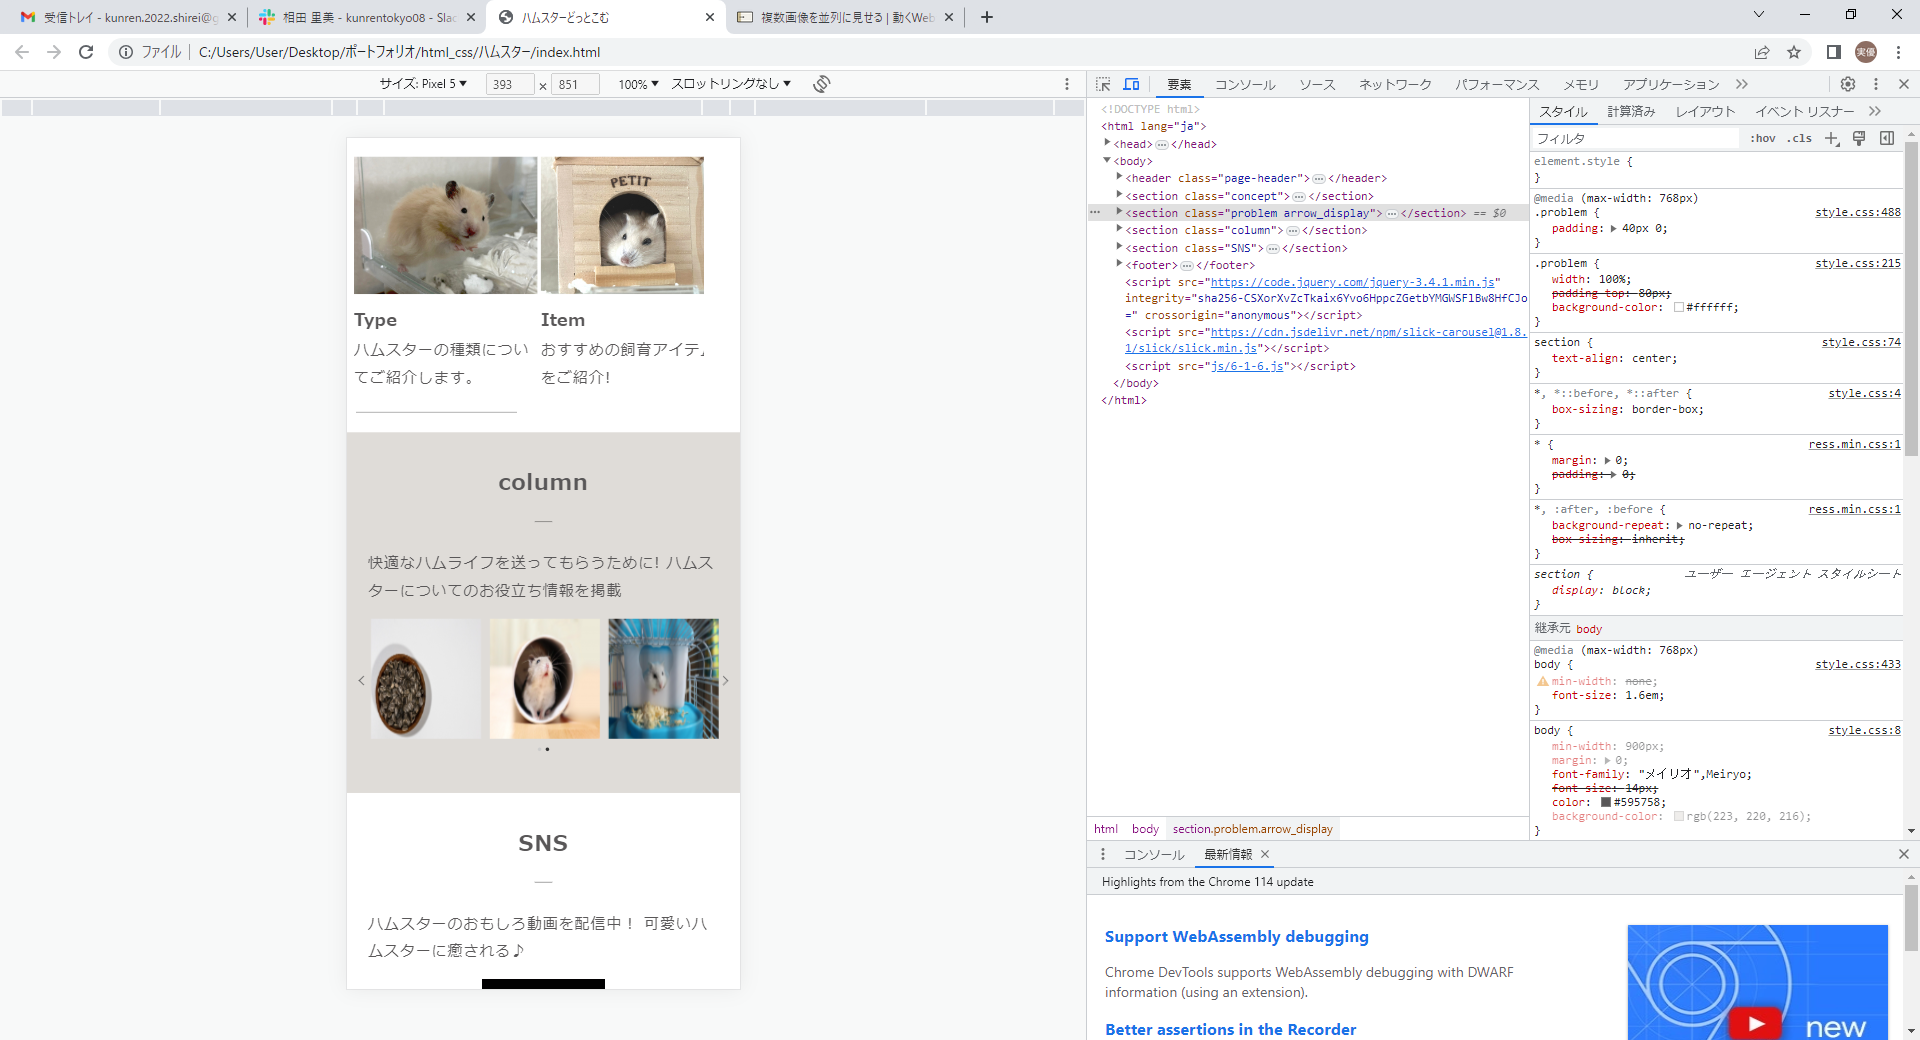 受信トレイ - kunren.2022.shirei@g
相田 里美 - kunrentokyo08 - Slac
ハムスターどっとこむ
複数画像を並列に見せる | 動くWeb
ファイル
C:/Users/User/Desktop/ポートフォリオ/html_css/ハムスター/index.html
実優
サイズ: Pixel 5
393
×
851
100%
スロットリングなし
PETIT
Type
ハムスターの種類につい
てご紹介します。
Item
おすすめの飼育アイテ
をご紹介!
column
快適なハムライフを送ってもらうために! ハムス
ターについてのお役立ち情報を掲載
SNS
ハムスターのおもしろ動画を配信中！ 可愛いハ
ムスターに癒される♪
要素
コンソール
ソース
ネットワーク
パフォーマンス
メモリ
アプリケーション
<!DOCTYPE html>
<html lang="ja">
<head>…</head>
<body>
<header class="page-header">…</header>
<section class="concept">…</section>
<section class="problem arrow_display">…</section> == $0
<section class="column">…</section>
<section class="SNS">…</section>
<footer>…</footer>
<script src="https://code.jquery.com/jquery-3.4.1.min.js"
integrity="sha256-CSXorXvZcTkaix6Yvo6HppcZGetbYMGWSFlBw8HfCJo
=" crossorigin="anonymous"></script>
<script src="https://cdn.jsdelivr.net/npm/slick-carousel@1.8.
1/slick/slick.min.js"></script>
<script src="js/6-1-6.js"></script>
</body>
</html>
html
body
section.problem.arrow_display
スタイル
計算済み
レイアウト
イベント リスナー
フィルタ
:hov
.cls
element.style {
}
@media (max-width: 768px)
.problem {
style.css:488
padding: 40px 0;
}
.problem {
style.css:215
width: 100%;
padding-top: 80px;
background-color: #ffffff;
}
section {
style.css:74
text-align: center;
}
*, *::before, *::after {
style.css:4
box-sizing: border-box;
}
* {
ress.min.css:1
margin: 0;
padding: 0;
}
*, :after, :before {
ress.min.css:1
background-repeat: no-repeat;
box-sizing: inherit;
}
section {
ユーザー エージェント スタイルシート
display: block;
}
継承元 body
@media (max-width: 768px)
body {
style.css:433
min-width: none;
font-size: 1.6em;
}
body {
style.css:8
min-width: 900px;
margin: 0;
font-family: "メイリオ",Meiryo;
font-size: 14px;
color: #595758;
background-color: rgb(223, 220, 216);
}
コンソール
最新情報
Highlights from the Chrome 114 update
Support WebAssembly debugging
Chrome DevTools supports WebAssembly debugging with DWARF
information (using an extension).
Better assertions in the Recorder
new